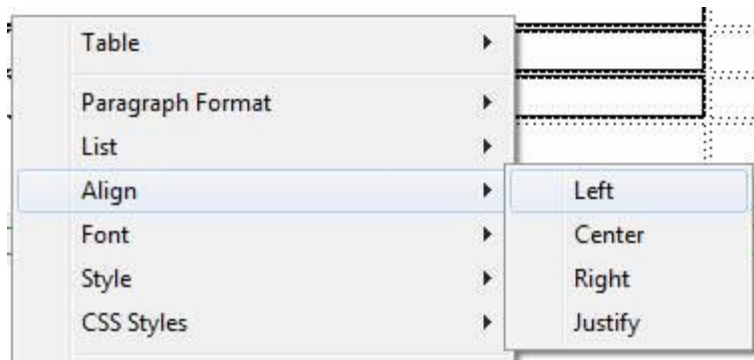 Table
Paragraph Format
List
Align
Font
Style
CSS Styles
Left
Center
Right
Justify